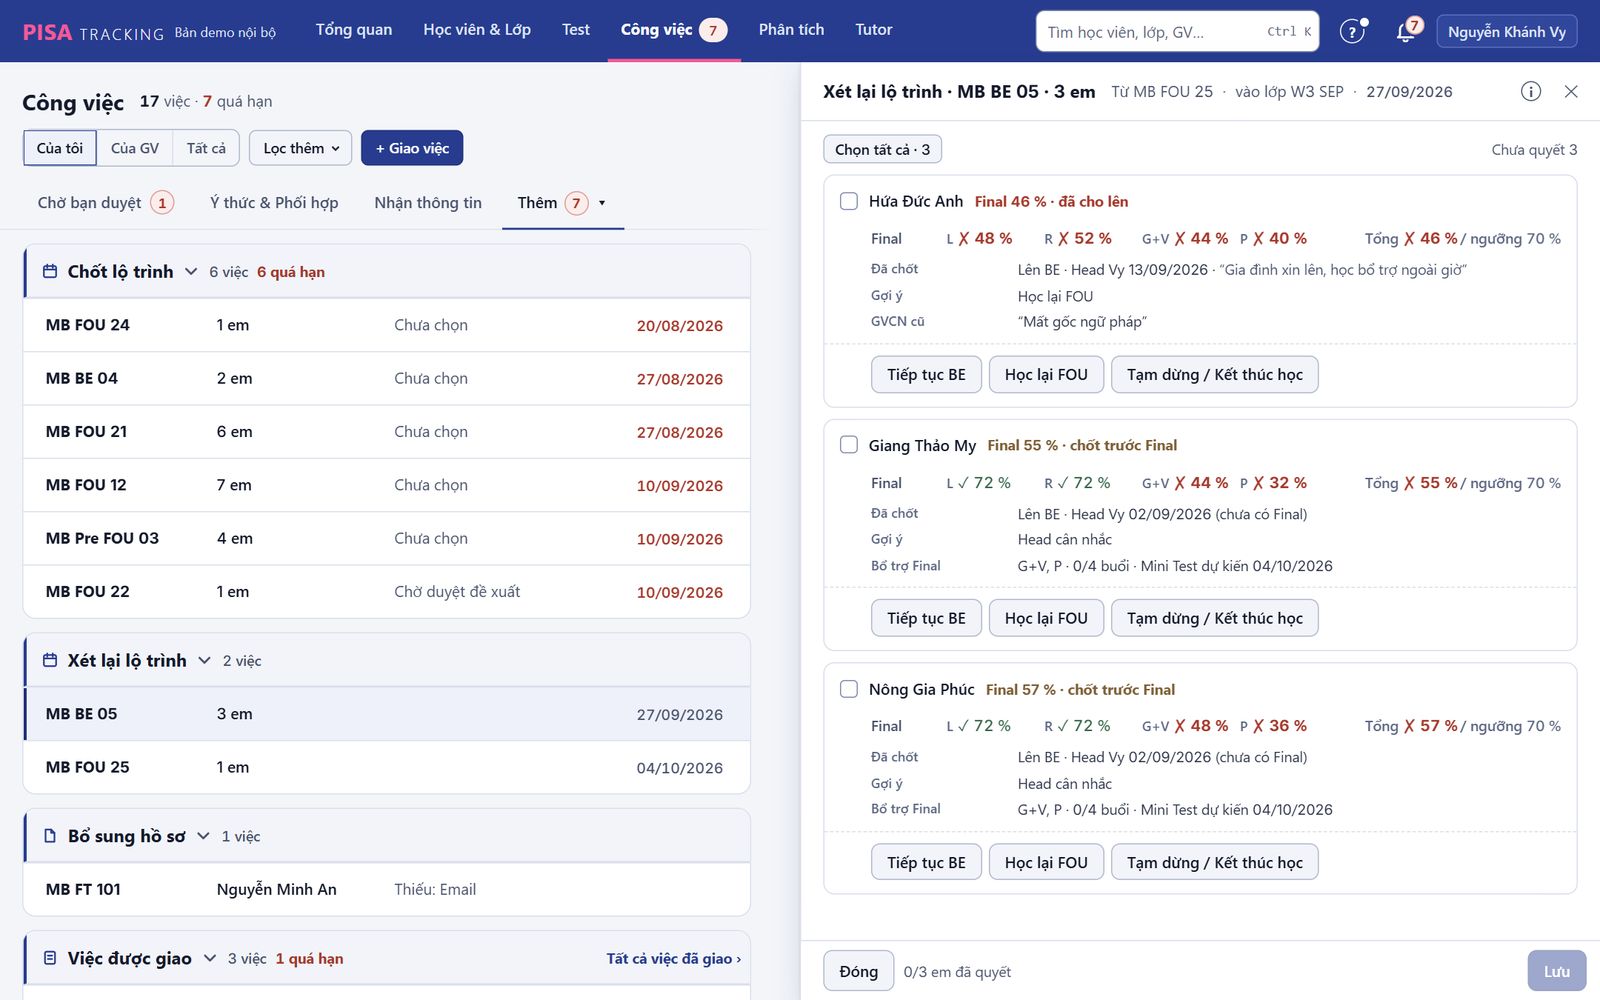 PISA TRACKING Bản demo nội bộ
Tổng quan
Học viên & Lớp
Test
Công việc 7
Phân tích
Tutor
Tìm học viên, lớp, GV... Ctrl K
?
7
Nguyễn Khánh Vy
Công việc 17 việc · 7 quá hạn
Của tôi Của GV Tất cả Lọc thêm + Giao việc
Chờ bạn duyệt 1 Ý thức & Phối hợp Nhận thông tin Thêm 7
Chốt lộ trình 6 việc 6 quá hạn
MB FOU 24 1 em Chưa chọn 20/08/2026
MB BE 04 2 em Chưa chọn 27/08/2026
MB FOU 21 6 em Chưa chọn 27/08/2026
MB FOU 12 7 em Chưa chọn 10/09/2026
MB Pre FOU 03 4 em Chưa chọn 10/09/2026
MB FOU 22 1 em Chờ duyệt đề xuất 10/09/2026
Xét lại lộ trình 2 việc
MB BE 05 3 em 27/09/2026
MB FOU 25 1 em 04/10/2026
Bổ sung hồ sơ 1 việc
MB FT 101 Nguyễn Minh An Thiếu: Email
Việc được giao 3 việc 1 quá hạn Tất cả việc đã giao ›
Xét lại lộ trình · MB BE 05 · 3 em Từ MB FOU 25 · vào lớp W3 SEP · 27/09/2026
Chọn tất cả · 3 Chưa quyết 3
Hứa Đức Anh Final 46 % · đã cho lên
Final L ✗ 48 % R ✗ 52 % G+V ✗ 44 % P ✗ 40 % Tổng ✗ 46 % / ngưỡng 70 %
Đã chốt Lên BE · Head Vy 13/09/2026 · “Gia đình xin lên, học bổ trợ ngoài giờ”
Gợi ý Học lại FOU
GVCN cũ “Mất gốc ngữ pháp”
Tiếp tục BE Học lại FOU Tạm dừng / Kết thúc học
Giang Thảo My Final 55 % · chốt trước Final
Final L ✓ 72 % R ✓ 72 % G+V ✗ 44 % P ✗ 32 % Tổng ✗ 55 % / ngưỡng 70 %
Đã chốt Lên BE · Head Vy 02/09/2026 (chưa có Final)
Gợi ý Head cân nhắc
Bổ trợ Final G+V, P · 0/4 buổi · Mini Test dự kiến 04/10/2026
Tiếp tục BE Học lại FOU Tạm dừng / Kết thúc học
Nông Gia Phúc Final 57 % · chốt trước Final
Final L ✓ 72 % R ✓ 72 % G+V ✗ 48 % P ✗ 36 % Tổng ✗ 57 % / ngưỡng 70 %
Đã chốt Lên BE · Head Vy 02/09/2026 (chưa có Final)
Gợi ý Head cân nhắc
Bổ trợ Final G+V, P · 0/4 buổi · Mini Test dự kiến 04/10/2026
Tiếp tục BE Học lại FOU Tạm dừng / Kết thúc học
Đóng 0/3 em đã quyết Lưu